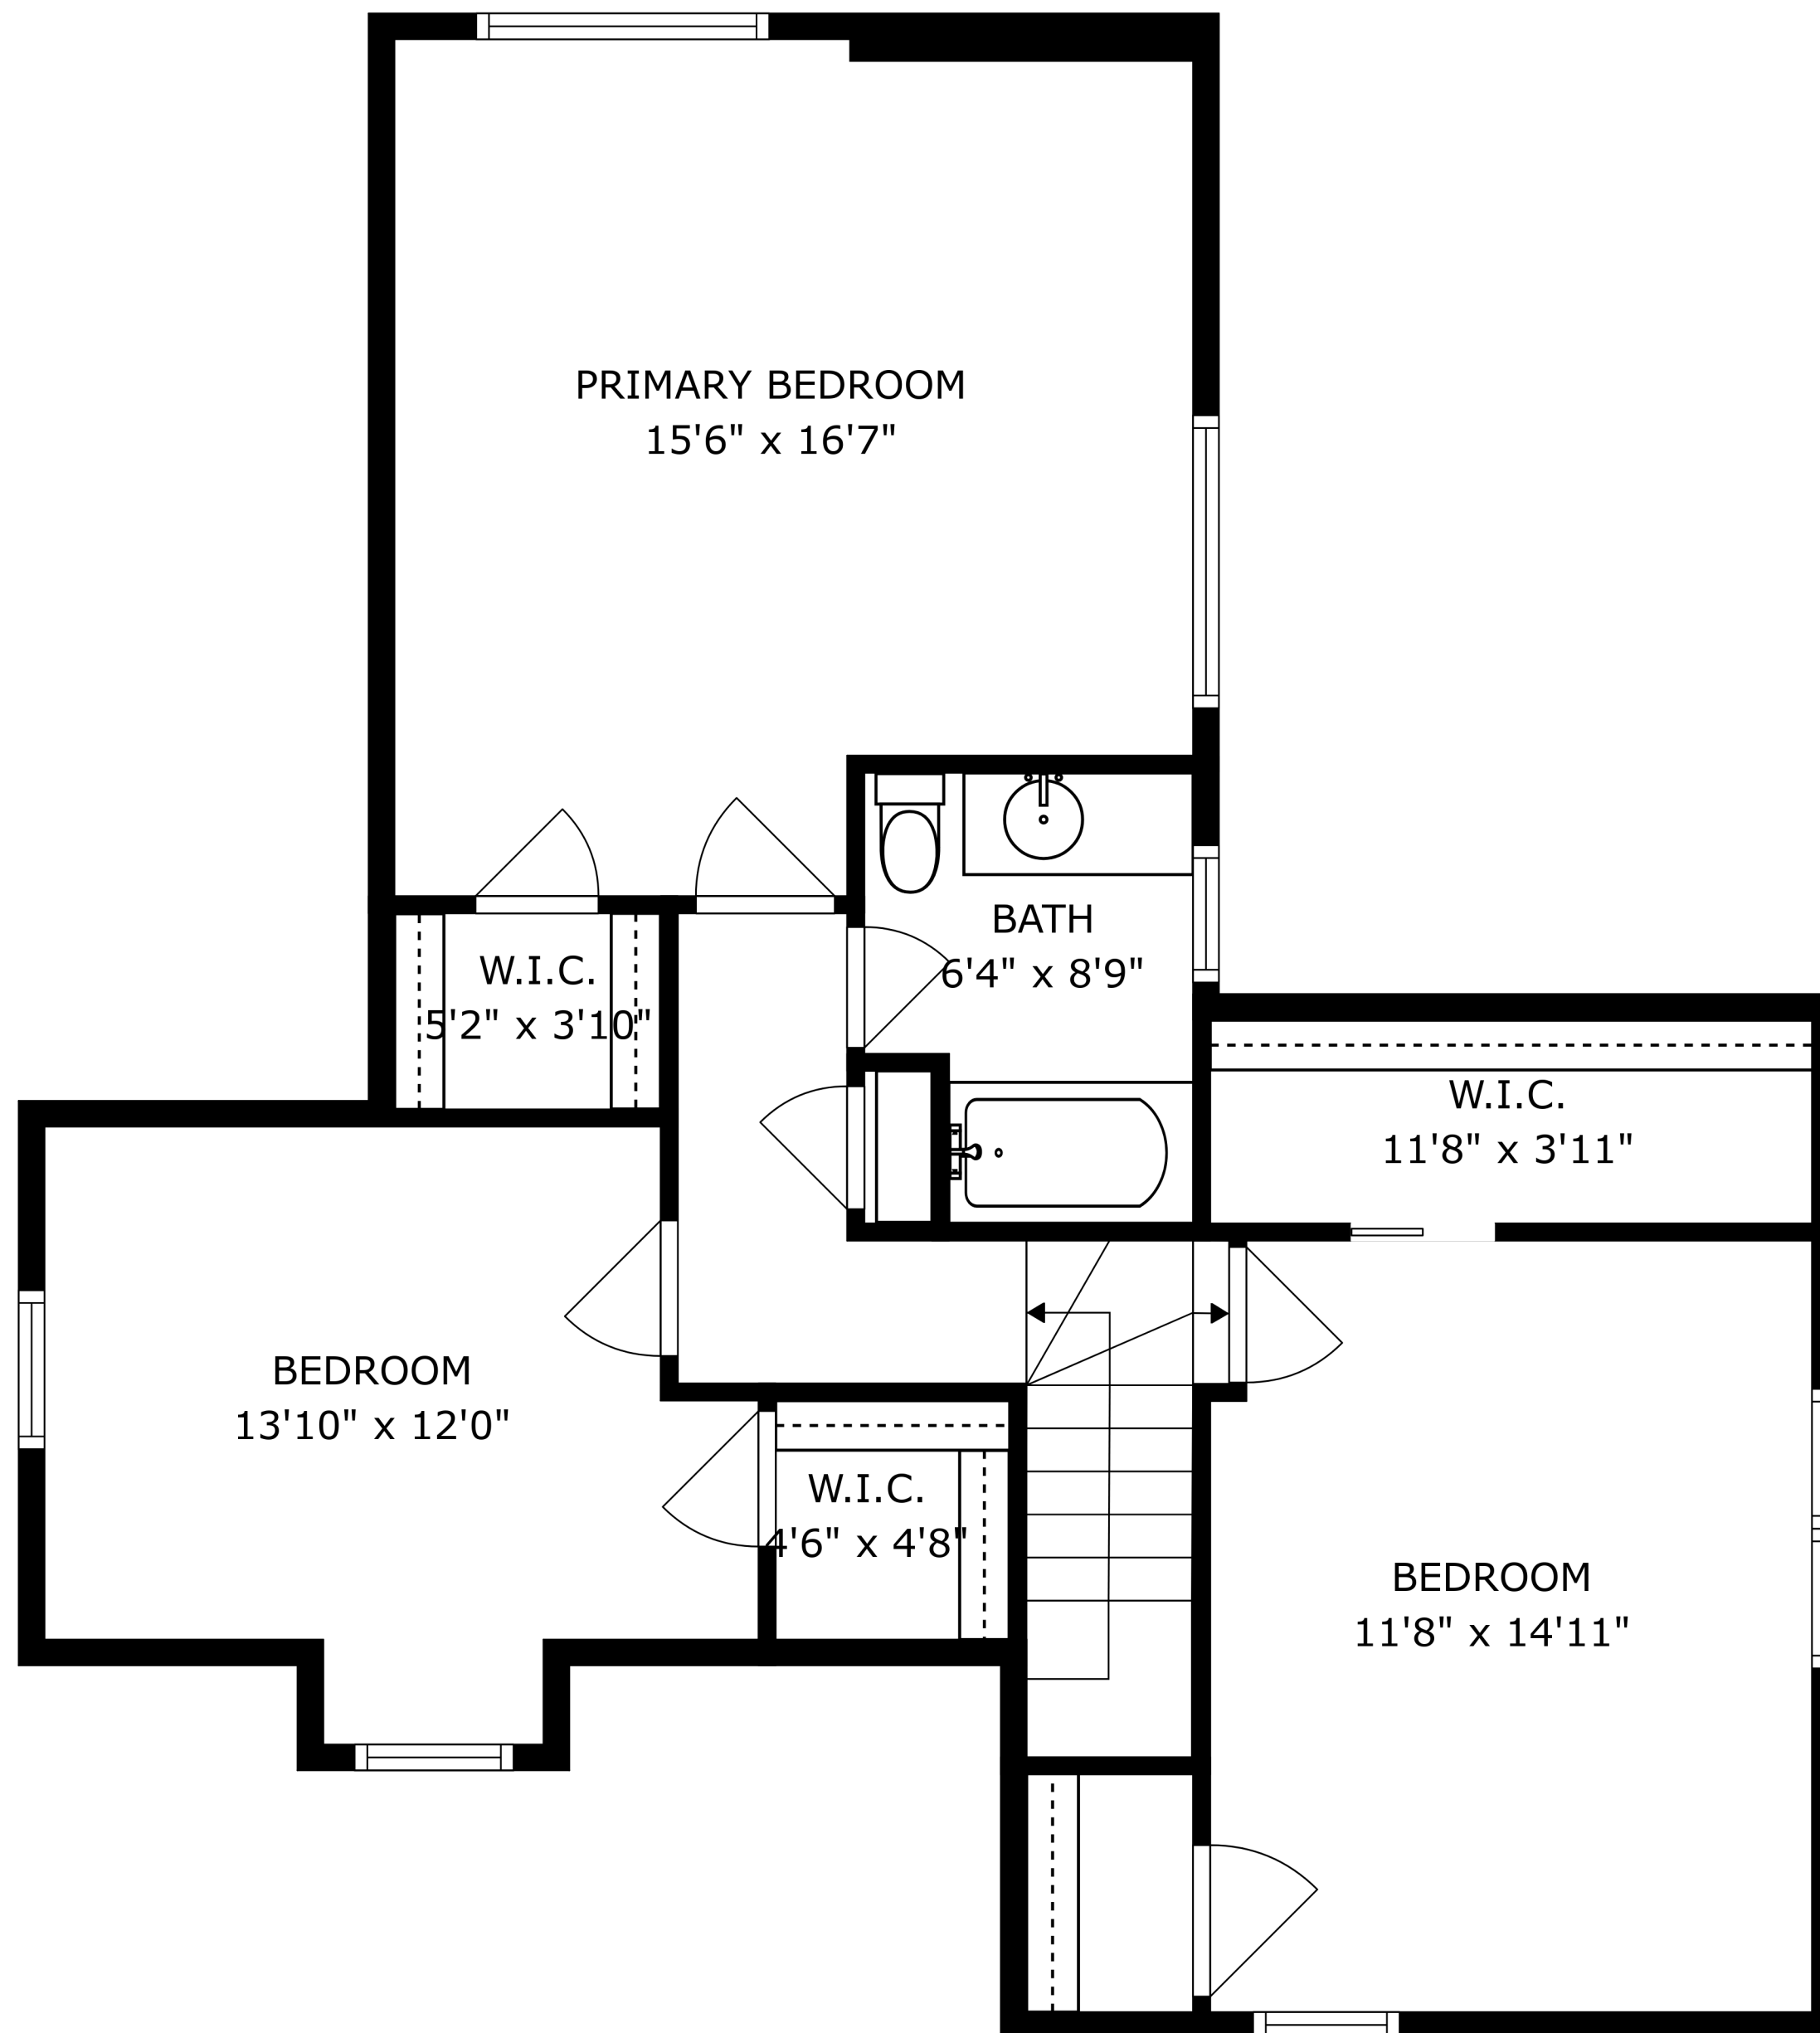 PRIMARY BEDROOM
15'6" x 16'7"
BATH
6'4" x 8'9"
W.I.C.
5'2" x 3'10"
W.I.C.
11'8" x 3'11"
BEDROOM
13'10" x 12'0"
W.I.C.
4'6" x 4'8"
BEDROOM
11'8" x 14'11"